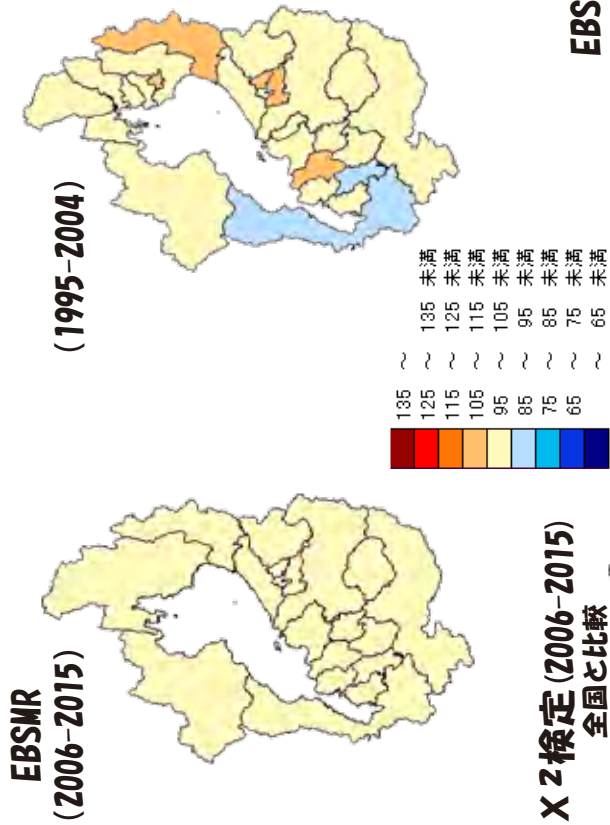 EBSMR
(2006-2015)
(1995-2004)
135 ～
125 ～ 135 未満
115 ～ 125 未満
105 ～ 115 未満
95 ～ 105 未満
85 ～ 95 未満
75 ～ 85 未満
65 ～ 75 未満
～ 65 未満
X²検定(2006-2015)
全国と比較
EBS